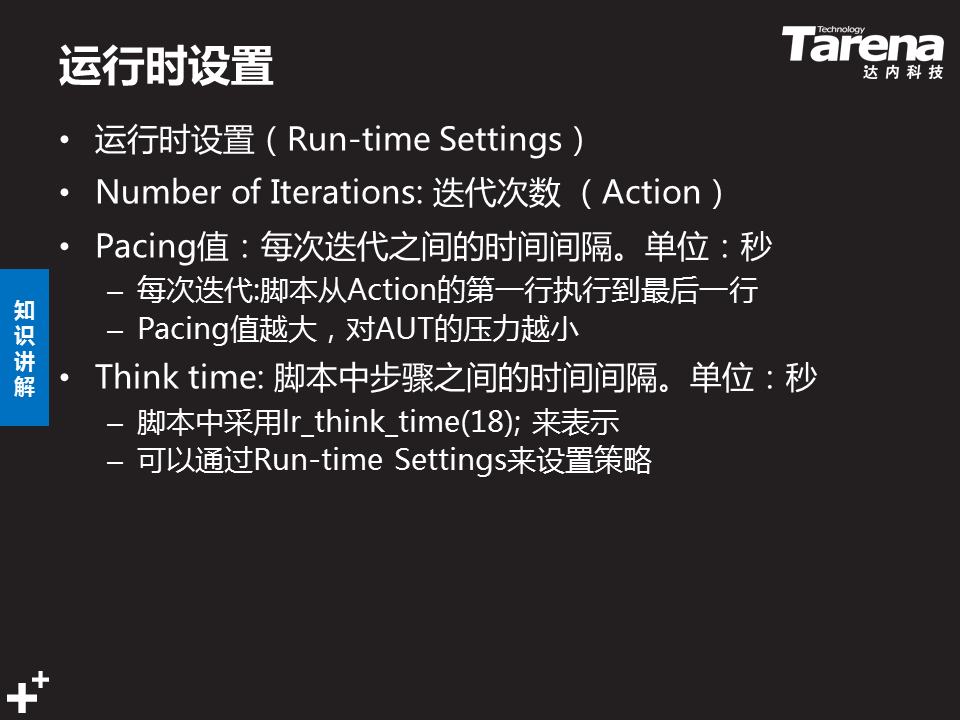 运行时设置
Technology
Tarena
达内科技
• 运行时设置（Run-time Settings）
• Number of Iterations: 迭代次数 （Action）
• Pacing值：每次迭代之间的时间间隔。单位：秒
– 每次迭代:脚本从Action的第一行执行到最后一行
– Pacing值越大，对AUT的压力越小
知识讲解
• Think time: 脚本中步骤之间的时间间隔。单位：秒
– 脚本中采用lr_think_time(18); 来表示
– 可以通过Run-time Settings来设置策略